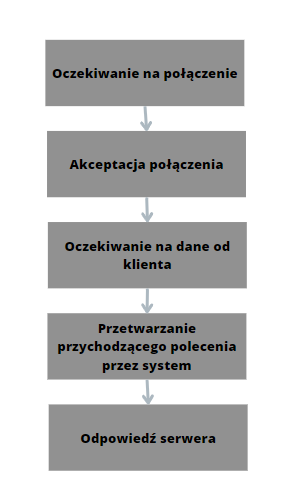 Oczekiwanie na połączenie
Akceptacja połączenia
Oczekiwanie na dane od
klienta
Przetwarzanie
przychodzącego polecenia
przez system
Odpowiedź serwera